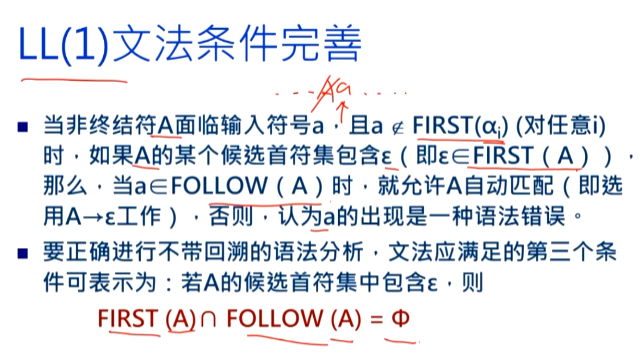 LL(1)文法条件完善
...Aa....
当非终结符A面临输入符号a，且a ∉ FIRST(αi) (对任意i)
时，如果A的某个候选首符集包含ε（即ε∈FIRST（A）），
那么，当a∈FOLLOW（A）时，就允许A自动匹配（即选
用A→ε工作），否则，认为a的出现是一种语法错误。
要正确进行不带回溯的语法分析，文法应满足的第三个条
件可表示为：若A的候选首符集中包含ε，则
FIRST (A)∩ FOLLOW (A) = Φ